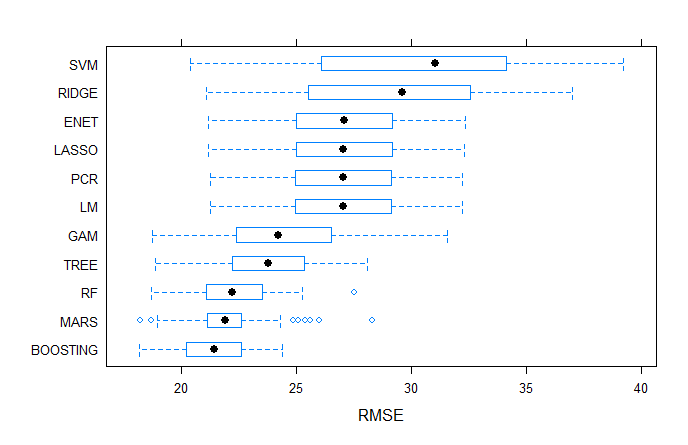 SVM
RIDGE
ENET
LASSO
PCR
LM
GAM
TREE
RF
MARS
BOOSTING
20 25 30 35 40
RMSE